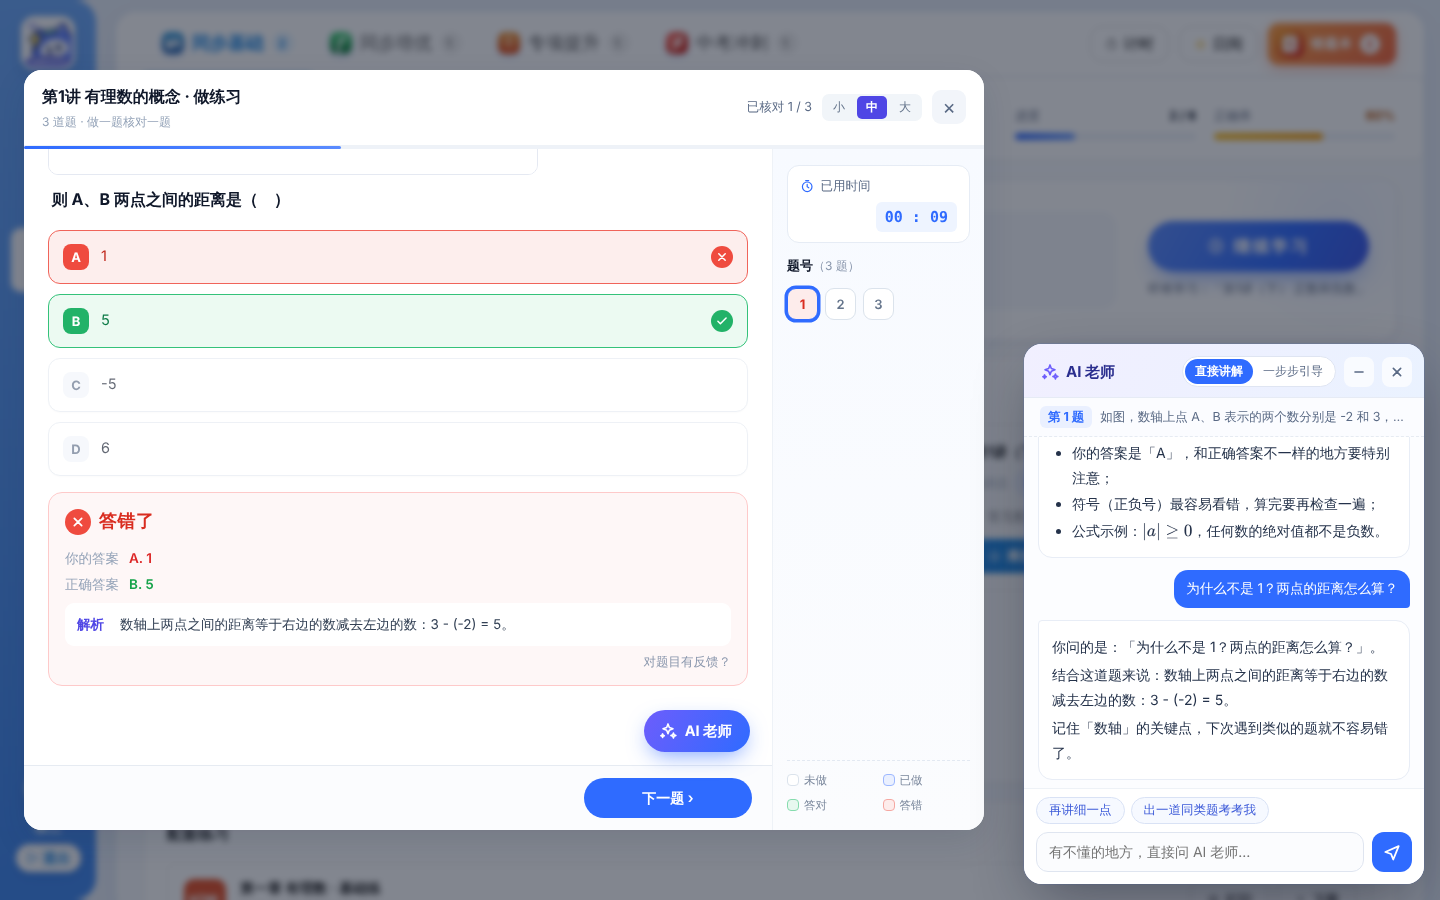 同步基础
第1讲 有理数的概念 · 做练习
3 道题 · 做一题核对一题
已核对 1 / 3
小
中
大
则 A、B 两点之间的距离是（　）
A
1
B
5
C
-5
D
6
答错了
你的答案 A. 1
正确答案 B. 5
解析 数轴上两点之间的距离等于右边的数减去左边的数：3 - (-2) = 5。
对题目有反馈？
AI 老师
下一题 ›
已用时间
00 : 09
题号（3 题）
1
2
3
未做
已做
答对
答错
AI 老师
直接讲解
一步步引导
第 1 题 如图，数轴上点 A、B 表示的两个数分别是 -2 和 3，...
你的答案是「A」，和正确答案不一样的地方要特别
注意；
符号（正负号）最容易看错，算完要再检查一遍；
公式示例：|a| ≥ 0，任何数的绝对值都不是负数。
为什么不是 1？两点的距离怎么算？
你问的是：「为什么不是 1？两点的距离怎么算？」。
结合这道题来说：数轴上两点之间的距离等于右边的数
减去左边的数：3 - (-2) = 5。
记住「数轴」的关键点，下次遇到类似的题就不容易错
了。
再讲细一点
出一道同类题考考我
有不懂的地方，直接问 AI 老师...